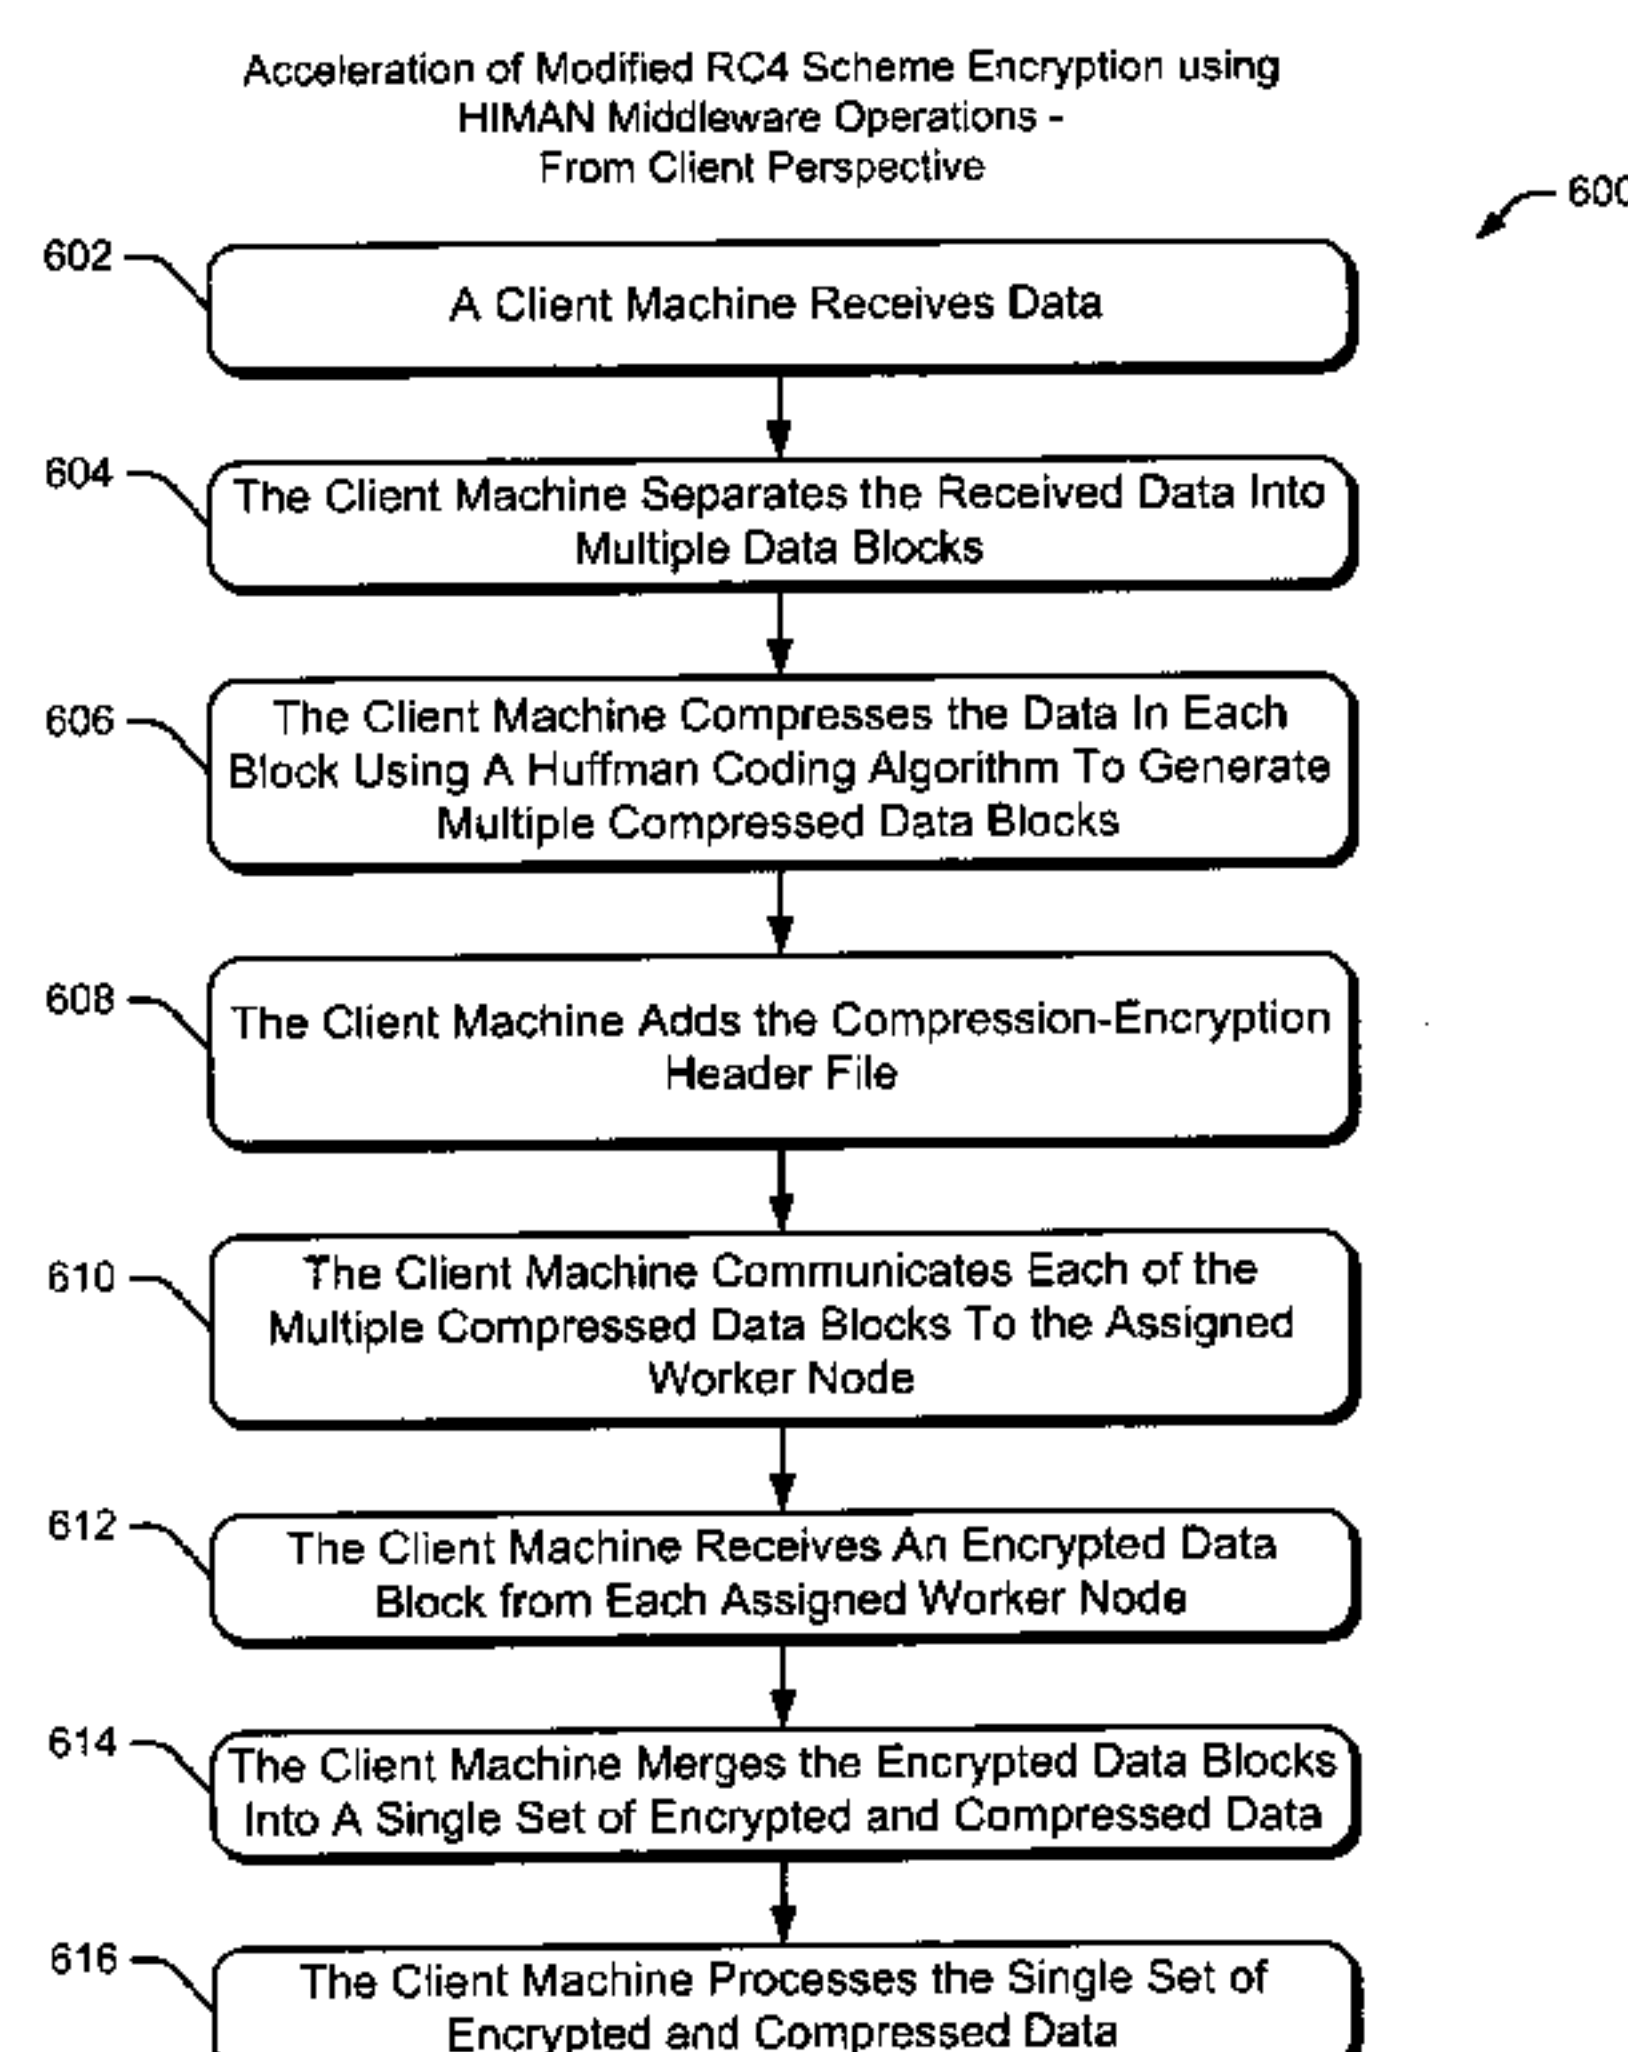 Acceleration of Modified RC4 Scheme Encryption using
HIMAN Middleware Operations -
From Client Perspective
600
602
A Client Machine Receives Data
604
The Client Machine Separates the Received Data Into
Multiple Data Blocks
606
The Client Machine Compresses the Data In Each
Block Using A Huffman Coding Algorithm To Generate
Multiple Compressed Data Blocks
608
The Client Machine Adds the Compression-Encryption
Header File
610
The Client Machine Communicates Each of the
Multiple Compressed Data Blocks To the Assigned
Worker Node
612
The Client Machine Receives An Encrypted Data
Block from Each Assigned Worker Node
614
The Client Machine Merges the Encrypted Data Blocks
Into A Single Set of Encrypted and Compressed Data
616
The Client Machine Processes the Single Set of
Encrypted and Compressed Data